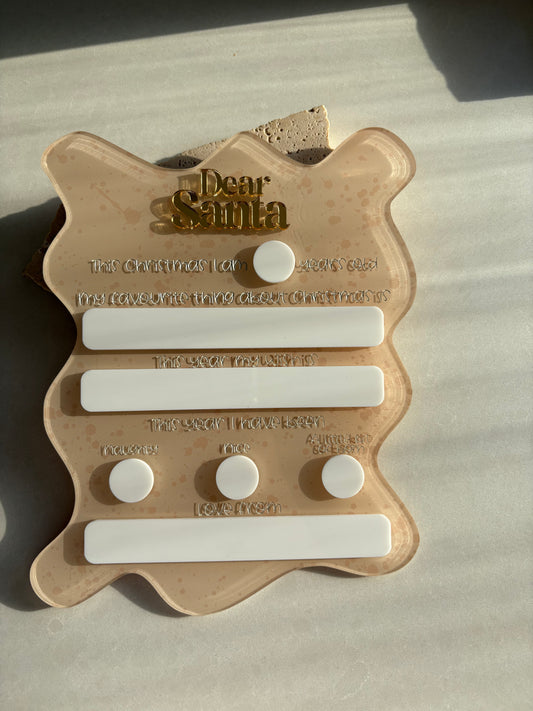 Dear
Santa
This Christmas I am years old!
My favourite thing about Christmas is
This year my wish is
This year I have been
Naughty Nice A little bit
of both
Love from